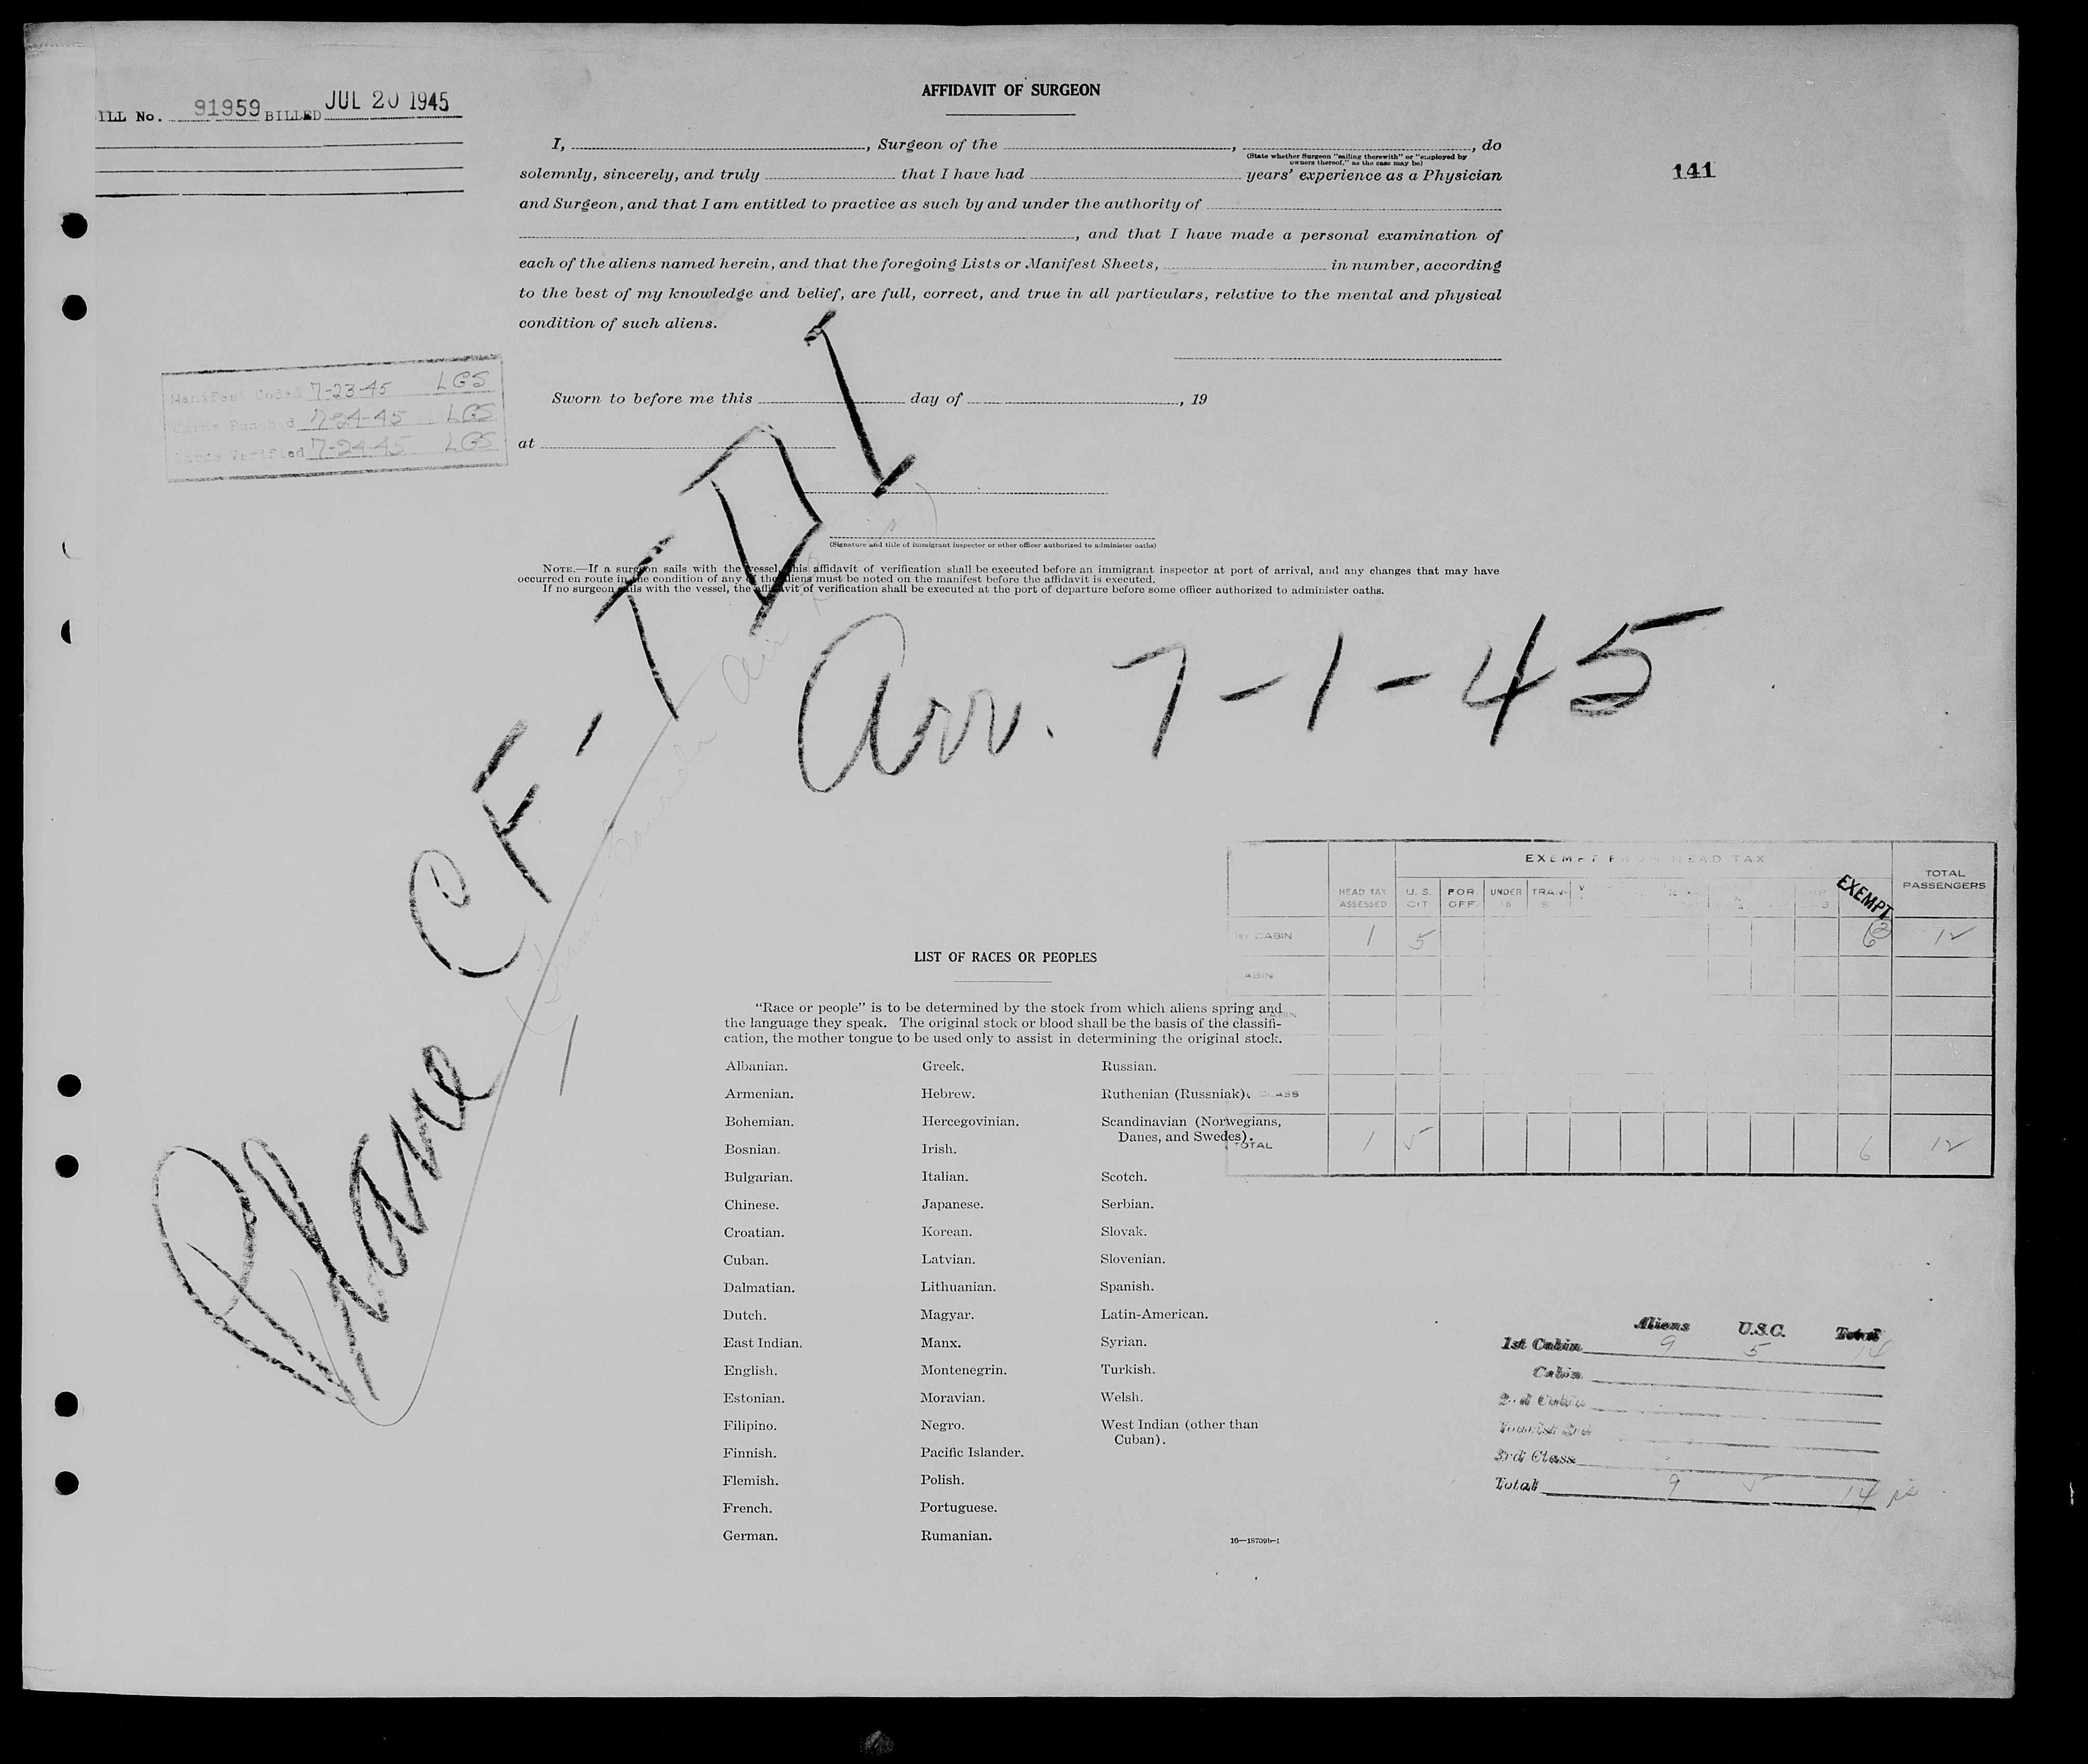 ILL No. 91959 BILLED JUL 20 1945
AFFIDAVIT OF SURGEON
141
I, , Surgeon of the , , do
(State whether Surgeon "sailing therewith" or "employed by
owners thereof," as the case may be)
solemnly, sincerely, and truly that I have had years' experience as a Physician
and Surgeon, and that I am entitled to practice as such by and under the authority of
, and that I have made a personal examination of
each of the aliens named herein, and that the foregoing Lists or Manifest Sheets, in number, according
to the best of my knowledge and belief, are full, correct, and true in all particulars, relative to the mental and physical
condition of such aliens.
Manifest Coded 7-23-45 LGS
Cards Punched 7-24-45 LGS
Cards Verified 7-24-45 LGS
Sworn to before me this day of , 19
at
(Signature and title of immigrant inspector or other officer authorized to administer oaths)
NOTE.—If a surgeon sails with the vessel, this affidavit of verification shall be executed before an immigrant inspector at port of arrival, and any changes that may have
occurred en route in the condition of any of the aliens must be noted on the manifest before the affidavit is executed.
If no surgeon sails with the vessel, the affidavit of verification shall be executed at the port of departure before some officer authorized to administer oaths.
Plane CF-TDI
(Trans-Canada Air
Arr. 7-1-45
EXEMPT FROM HEAD TAX
HEAD TAX ASSESSED U. S. CIT FOR. OFF. UNDER 16 TRAN- S EXEMPT TOTAL PASSENGERS
1st CABIN 1 5 6 12
CABIN
CABIN
CLASS
TOTAL 1 5 6 12
LIST OF RACES OR PEOPLES
"Race or people" is to be determined by the stock from which aliens spring and
the language they speak. The original stock or blood shall be the basis of the classifi-
cation, the mother tongue to be used only to assist in determining the original stock.
Albanian. Greek. Russian.
Armenian. Hebrew. Ruthenian (Russniak).
Bohemian. Hercegovinian. Scandinavian (Norwegians,
Danes, and Swedes).
Bosnian. Irish.
Bulgarian. Italian. Scotch.
Chinese. Japanese. Serbian.
Croatian. Korean. Slovak.
Cuban. Latvian. Slovenian.
Dalmatian. Lithuanian. Spanish.
Dutch. Magyar. Latin-American.
East Indian. Manx. Syrian.
English. Montenegrin. Turkish.
Estonian. Moravian. Welsh.
Filipino. Negro. West Indian (other than
Cuban).
Finnish. Pacific Islander.
Flemish. Polish.
French. Portuguese.
German. Rumanian.
16—18709b-1
Aliens U.S.C. Total
1st Cabin 9 5 14
Cabin
2nd Cabin
Tourist 3rd
3rd Class
Total 9 5 14